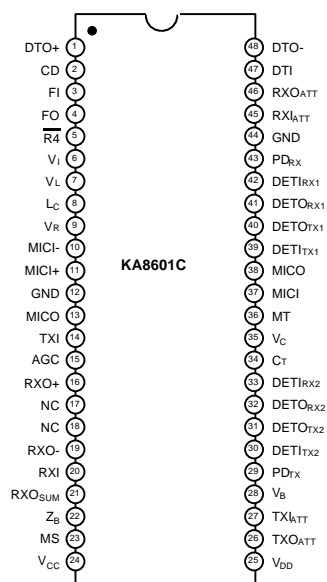 DTO+ 1 48 DTO-
CD 2 47 DTI
FI 3 46 RXOATT
FO 4 45 RXIATT
R4 5 44 GND
VI 6 43 PDRX
VL 7 42 DETIRX1
LC 8 41 DETORX1
VR 9 40 DETOTX1
MICI- 10 39 DETITX1
MICI+ 11 38 MICO
KA8601C
GND 12 37 MICI
MICO 13 36 MT
TXI 14 35 VC
AGC 15 34 CT
RXO+ 16 33 DETIRX2
NC 17 32 DETORX2
NC 18 31 DETOTX2
RXO- 19 30 DETITX2
RXI 20 29 PDTX
RXOSUM 21 28 VB
ZB 22 27 TXIATT
MS 23 26 TXOATT
VCC 24 25 VDD